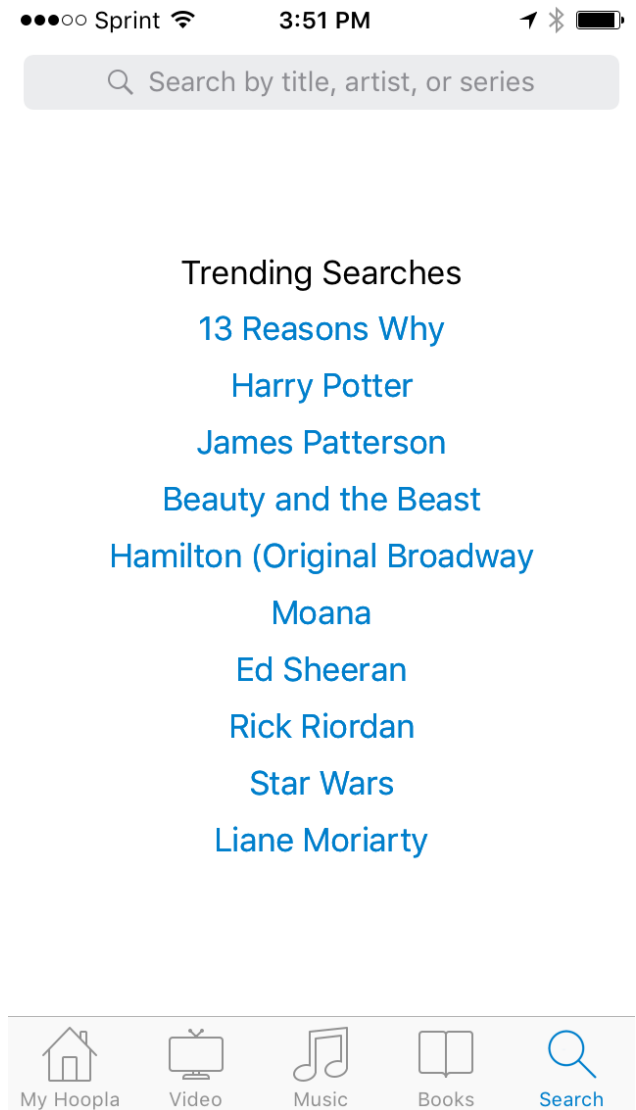 Sprint 3:51 PM
Search by title, artist, or series
Trending Searches
13 Reasons Why
Harry Potter
James Patterson
Beauty and the Beast
Hamilton (Original Broadway
Moana
Ed Sheeran
Rick Riordan
Star Wars
Liane Moriarty
My Hoopla Video Music Books Search